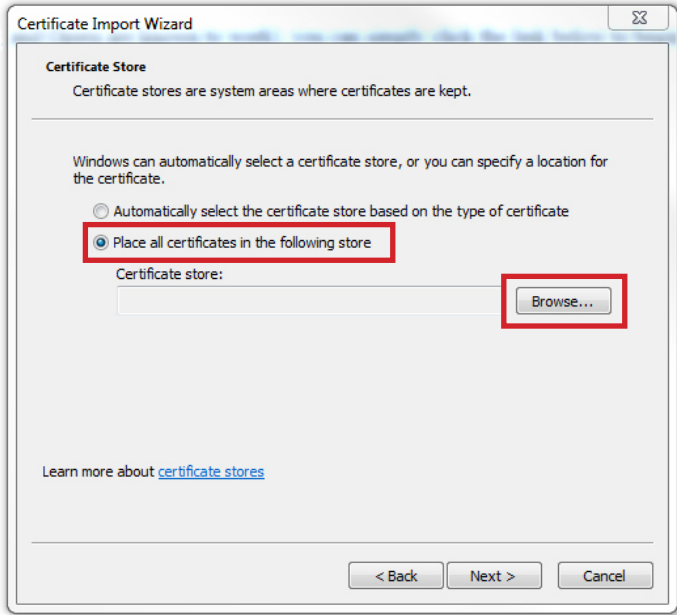 Certificate Import Wizard
Certificate Store
Certificate stores are system areas where certificates are kept.
Windows can automatically select a certificate store, or you can specify a location for
the certificate.
Automatically select the certificate store based on the type of certificate
Place all certificates in the following store
Certificate store:
Browse...
Learn more about certificate stores
< Back Next > Cancel